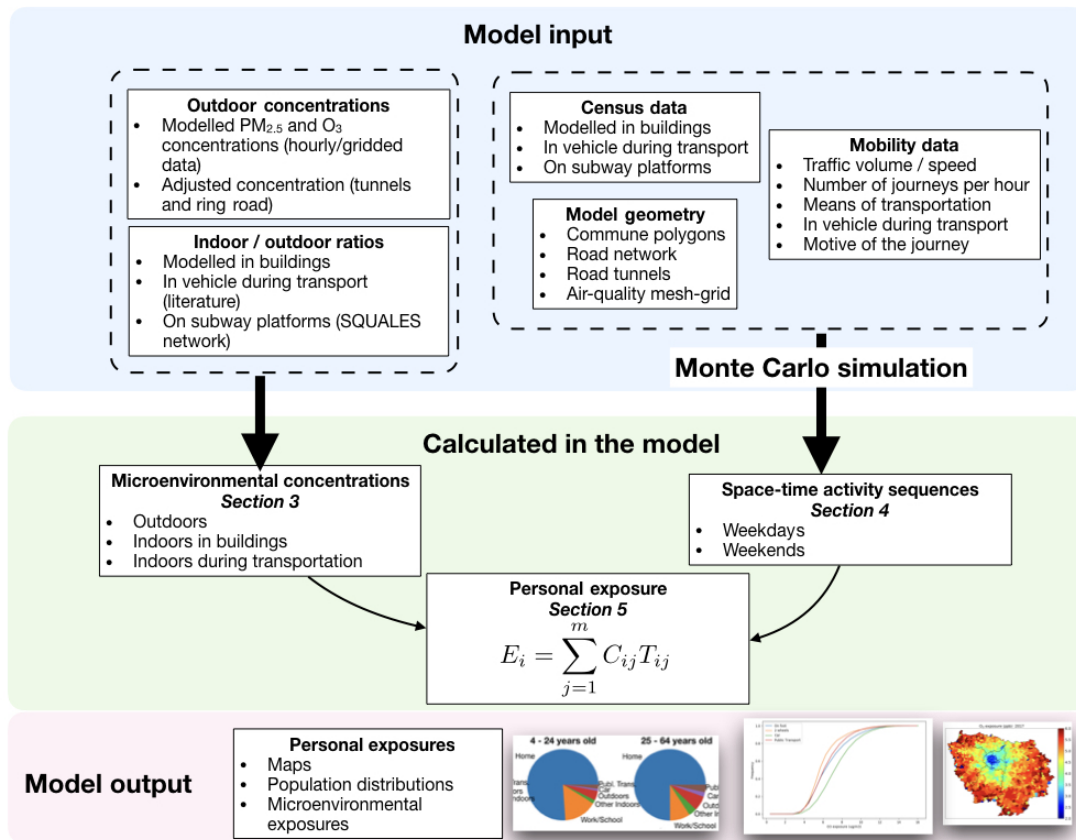 Model input
Outdoor concentrations
• Modelled PM₂.₅ and O₃
concentrations (hourly/gridded
data)
• Adjusted concentration (tunnels
and ring road)
Indoor / outdoor ratios
• Modelled in buildings
• In vehicle during transport
(literature)
• On subway platforms (SQUALES
network)
Census data
• Modelled in buildings
• In vehicle during transport
• On subway platforms
Model geometry
• Commune polygons
• Road network
• Road tunnels
• Air-quality mesh-grid
Mobility data
• Traffic volume / speed
• Number of journeys per hour
• Means of transportation
• In vehicle during transport
• Motive of the journey
Monte Carlo simulation
Calculated in the model
Microenvironmental concentrations
Section 3
• Outdoors
• Indoors in buildings
• Indoors during transportation
Space-time activity sequences
Section 4
• Weekdays
• Weekends
Personal exposure
Section 5
E_i = \sum_{j=1}^{m} C_{ij} T_{ij}
Model output
Personal exposures
• Maps
• Population distributions
• Microenvironmental
exposures
4 - 24 years old
Home
Publ. Trans
Car
Outdoors
Other Indoors
Work/School
25 - 64 years old
Home
Work/School